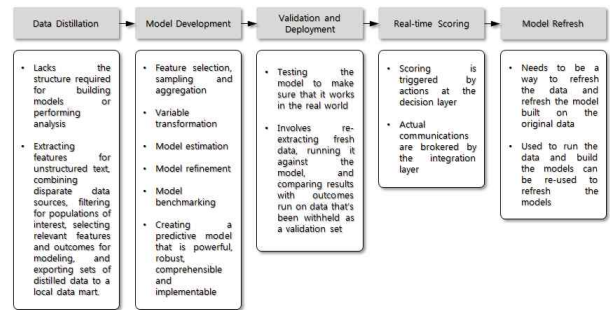 Data Distillation
Model Development
Validation and
Deployment
Real-time Scoring
Model Refresh
• Lacks the
structure required
for building
models or
performing
analysis
• Extracting
features for
unstructured text,
combining
disparate data
sources, filtering
for populations of
interest, selecting
relevant features
and outcomes for
modeling, and
exporting sets of
distilled data to a
local data mart.
• Feature selection,
sampling and
aggregation
• Variable
transformation
• Model estimation
• Model refinement
• Model
benchmarking
• Creating a
predictive model
that is powerful,
robust,
comprehensible
and
implementable
• Testing the
model to make
sure that it works
in the real world
• Involves re-
extracting fresh
data, running it
against the
model, and
comparing results
with outcomes
run on data that's
been withheld as
a validation set
• Scoring is
triggered by
actions at the
decision layer
• Actual
communications
are brokered by
the integration
layer
• Needs to be a
way to refresh
the data and
refresh the model
built on the
original data
• Used to run the
data and build
the models can
be re-used to
refresh the
models